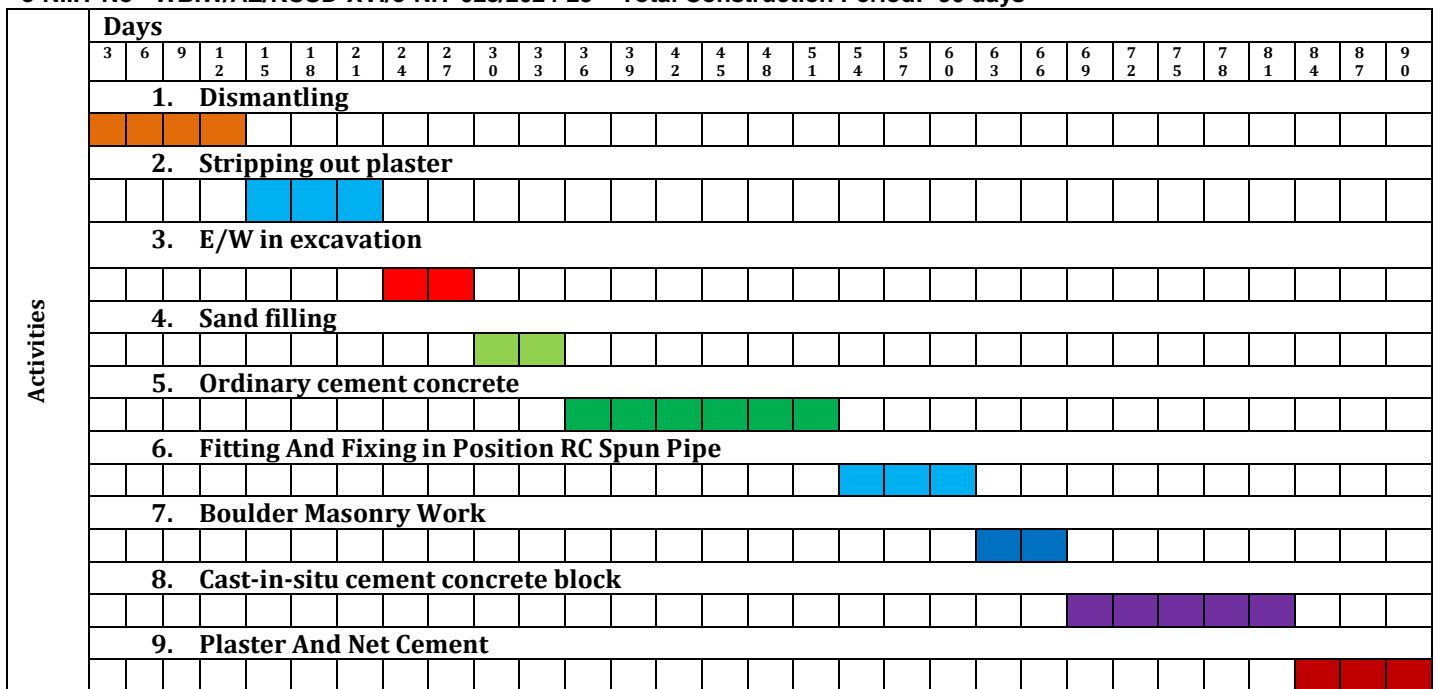 Total Construction Period: 90 days
Days
3 6 9 12 15 18 21 24 27 30 33 36 39 42 45 48 51 54 57 60 63 66 69 72 75 78 81 84 87 90
Activities
1. Dismantling
2. Stripping out plaster
3. E/W in excavation
4. Sand filling
5. Ordinary cement concrete
6. Fitting And Fixing in Position RC Spun Pipe
7. Boulder Masonry Work
8. Cast-in-situ cement concrete block
9. Plaster And Net Cement